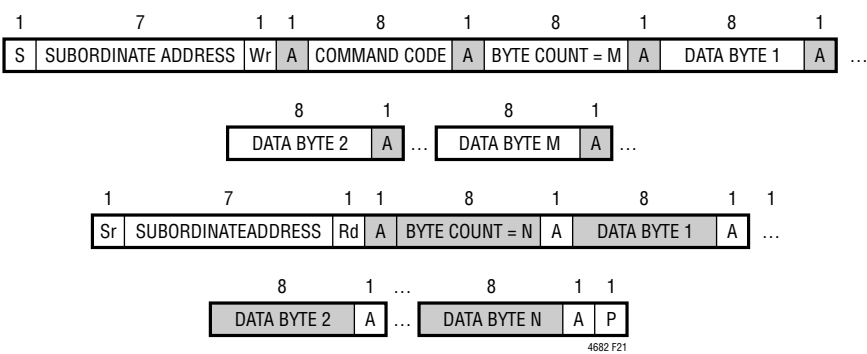 1 7 1 1 8 1 8 1 8 1
S SUBORDINATE ADDRESS Wr A COMMAND CODE A BYTE COUNT = M A DATA BYTE 1 A …
8 1 8 1
DATA BYTE 2 A … DATA BYTE M A …
1 7 1 1 8 1 8 1 1
Sr SUBORDINATEADDRESS Rd A BYTE COUNT = N A DATA BYTE 1 A …
8 1 … 8 1 1
DATA BYTE 2 A … DATA BYTE N A P
4682 F21